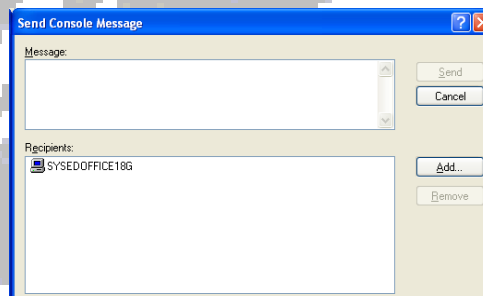 Send Console Message
Message:
Send
Cancel
Recipients:
SYSEDOFFICE18G
Add...
Remove